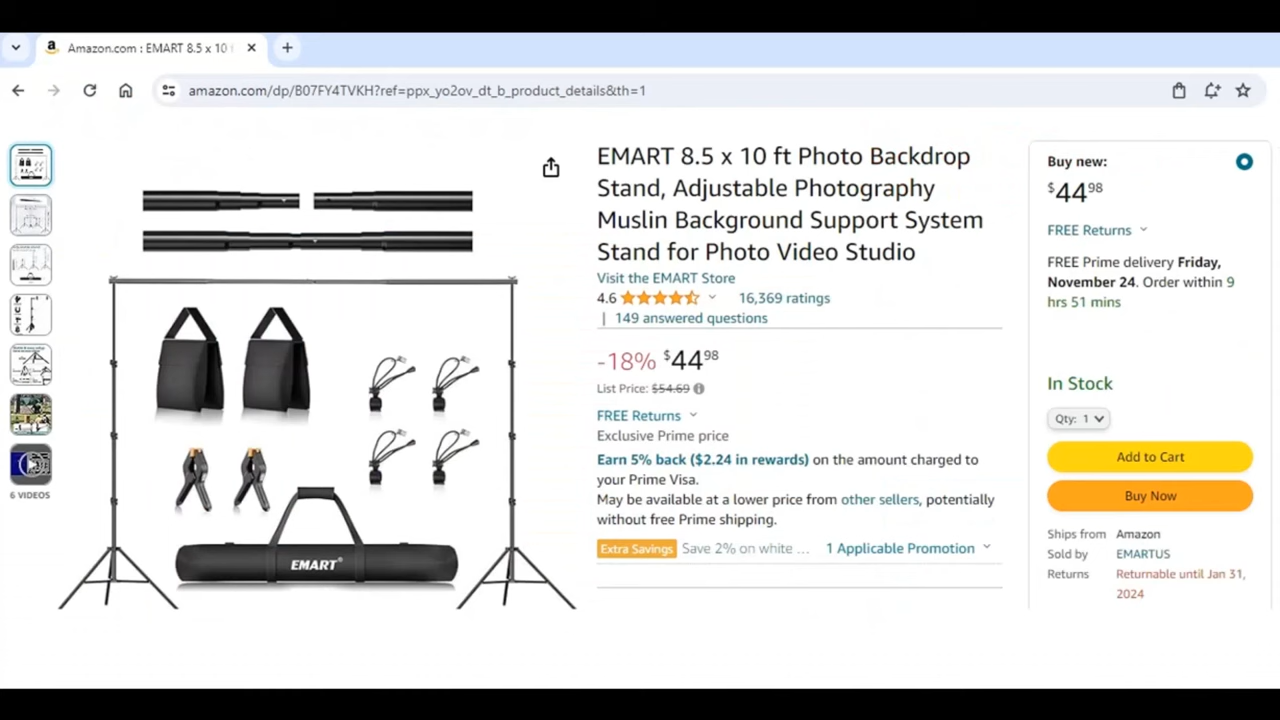 Amazon.com : EMART 8.5 x 10 f
amazon.com/dp/B07FY4TVKH?ref=ppx_yo2ov_dt_b_product_details&th=1
6 VIDEOS
EMART®
EMART 8.5 x 10 ft Photo Backdrop
Stand, Adjustable Photography
Muslin Background Support System
Stand for Photo Video Studio
Visit the EMART Store
4.6 16,369 ratings
| 149 answered questions
-18% $44 98
List Price: $54.69
FREE Returns
Exclusive Prime price
Earn 5% back ($2.24 in rewards) on the amount charged to
your Prime Visa.
May be available at a lower price from other sellers, potentially
without free Prime shipping.
Extra Savings Save 2% on white ... 1 Applicable Promotion
Buy new:
$44 98
FREE Returns
FREE Prime delivery Friday,
November 24. Order within 9
hrs 51 mins
In Stock
Qty: 1
Add to Cart
Buy Now
Ships from Amazon
Sold by EMARTUS
Returns Returnable until Jan 31,
2024